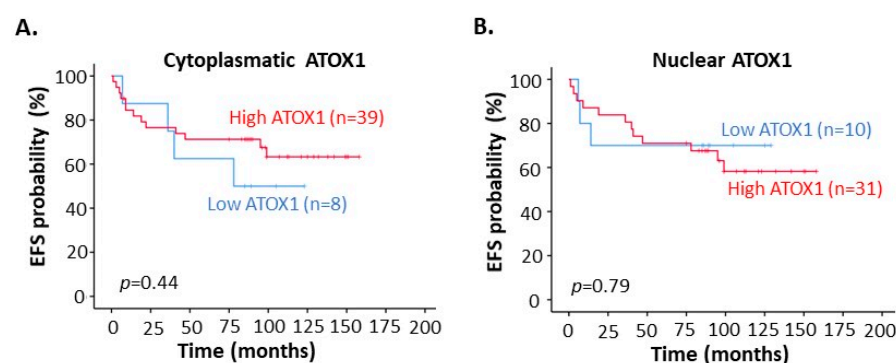 A.
Cytoplasmatic ATOX1
EFS probability (%)
100
80
60
40
20
0
High ATOX1 (n=39)
Low ATOX1 (n=8)
p=0.44
0 25 50 75 100 125 150 175 200
Time (months)
B.
Nuclear ATOX1
EFS probability (%)
100
80
60
40
20
0
Low ATOX1 (n=10)
High ATOX1 (n=31)
p=0.79
0 25 50 75 100 125 150 175 200
Time (months)